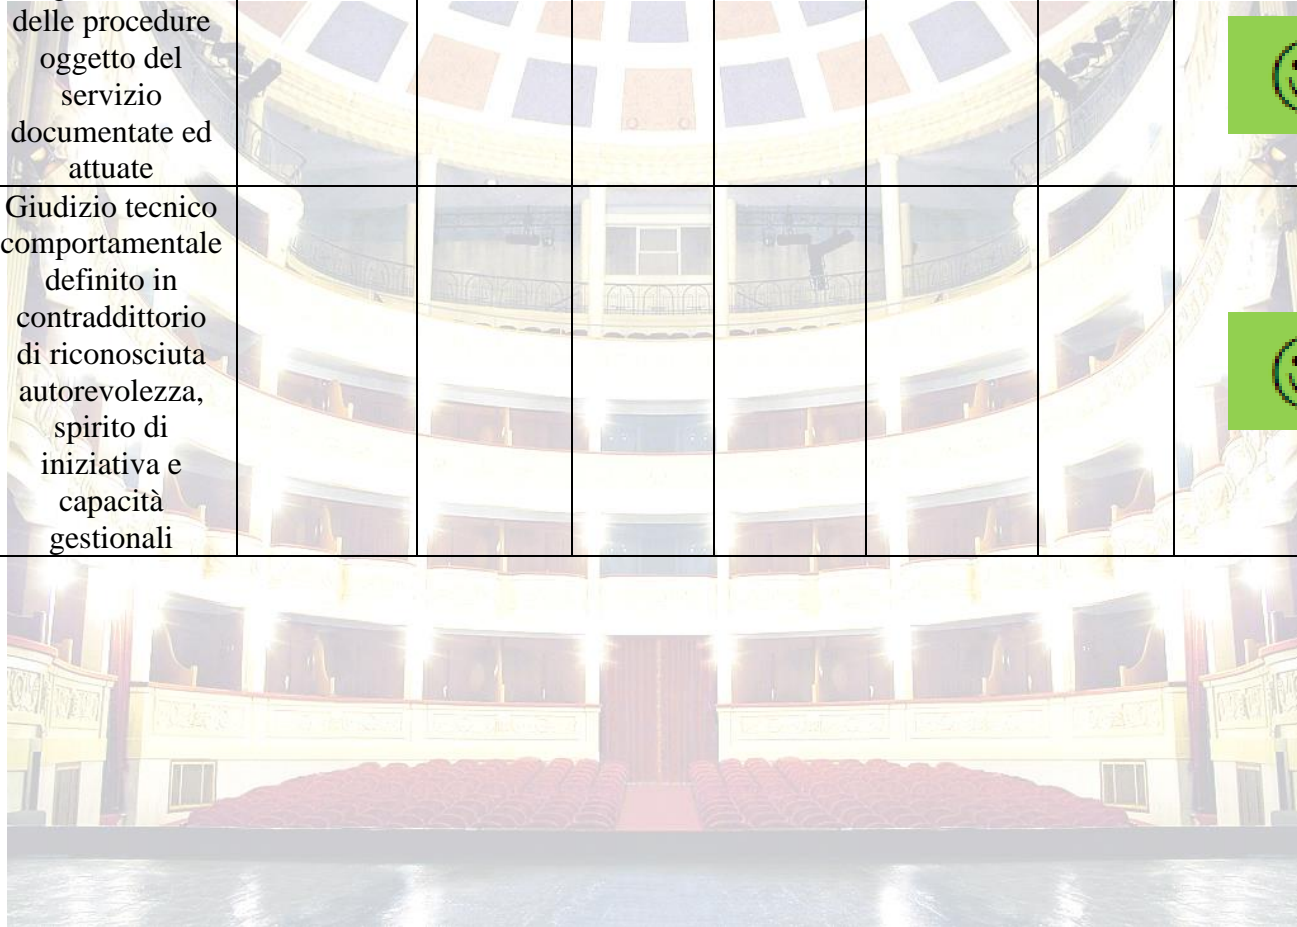 delle procedure
oggetto del
servizio
documentate ed
attuate
Giudizio tecnico
comportamentale
definito in
contraddittorio
di riconosciuta
autorevolezza,
spirito di
iniziativa e
capacità
gestionali